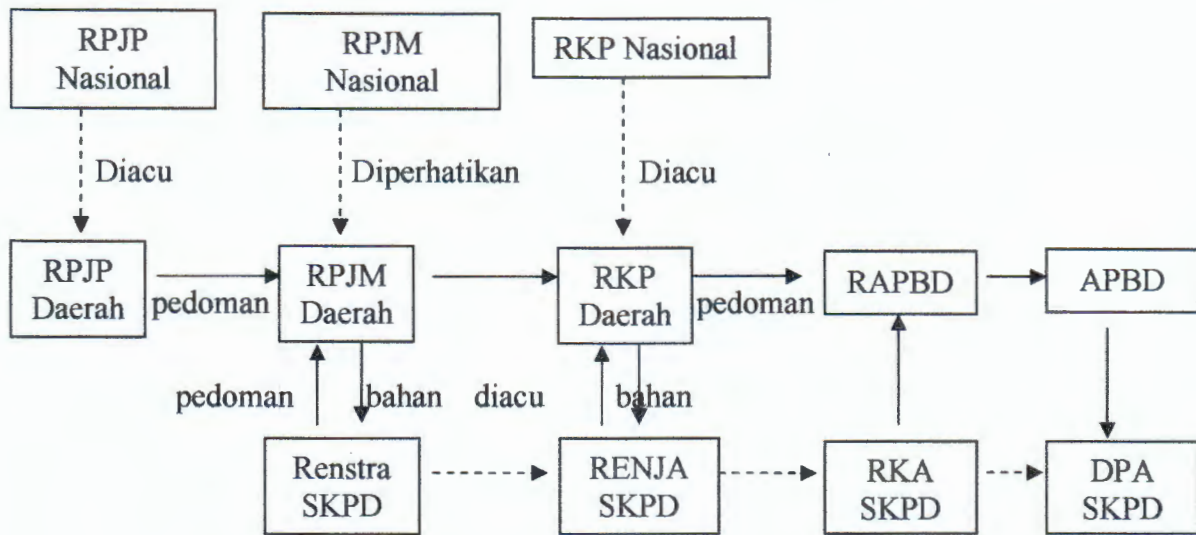 RPJP
Nasional
RPJM
Nasional
RKP Nasional
Diacu
Diperhatikan
Diacu
RPJP
Daerah
pedoman
RPJM
Daerah
RKP
Daerah
pedoman
RAPBD
APBD
pedoman
bahan
diacu
bahan
Renstra
SKPD
RENJA
SKPD
RKA
SKPD
DPA
SKPD